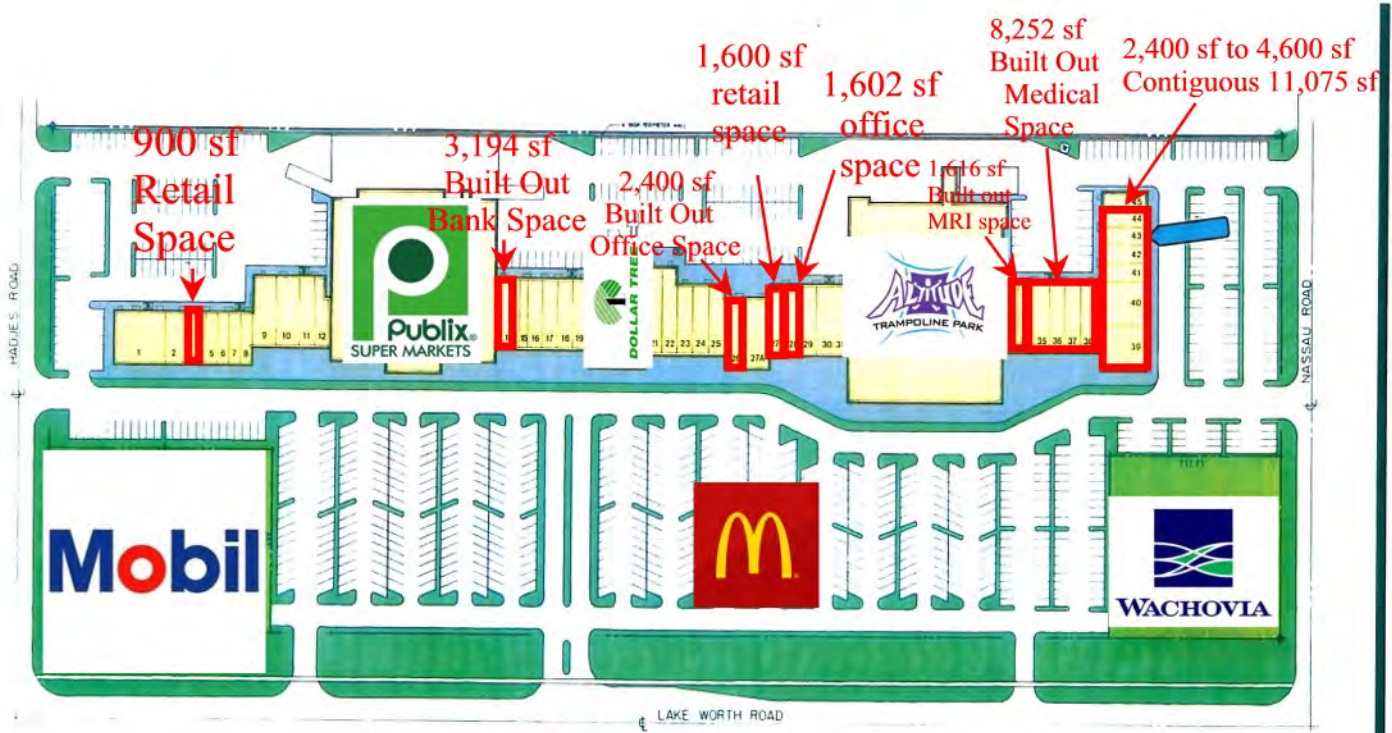 8,252 sf
Built Out
Medical
Space
2,400 sf to 4,600 sf
Contiguous 11,075 sf
1,600 sf
retail
space
1,602 sf
office
space
900 sf
Retail
Space
3,194 sf
Built Out
Bank Space
2,400 sf
Built Out
Office Space
1,616 sf
Built out
MRI space
HADJES ROAD
1 2 5 6 7 8
9 10 11 12
Publix®
SUPER MARKETS
15 16 17 18 19
DOLLAR TREE
21 22 23 24 25
26 27A
27 28 29 30
ALTITUDE
TRAMPOLINE PARK
35 36 37 38
45
44
43
42
41
40
39
NASSAU ROAD
Mobil
M
WACHOVIA
LAKE WORTH ROAD